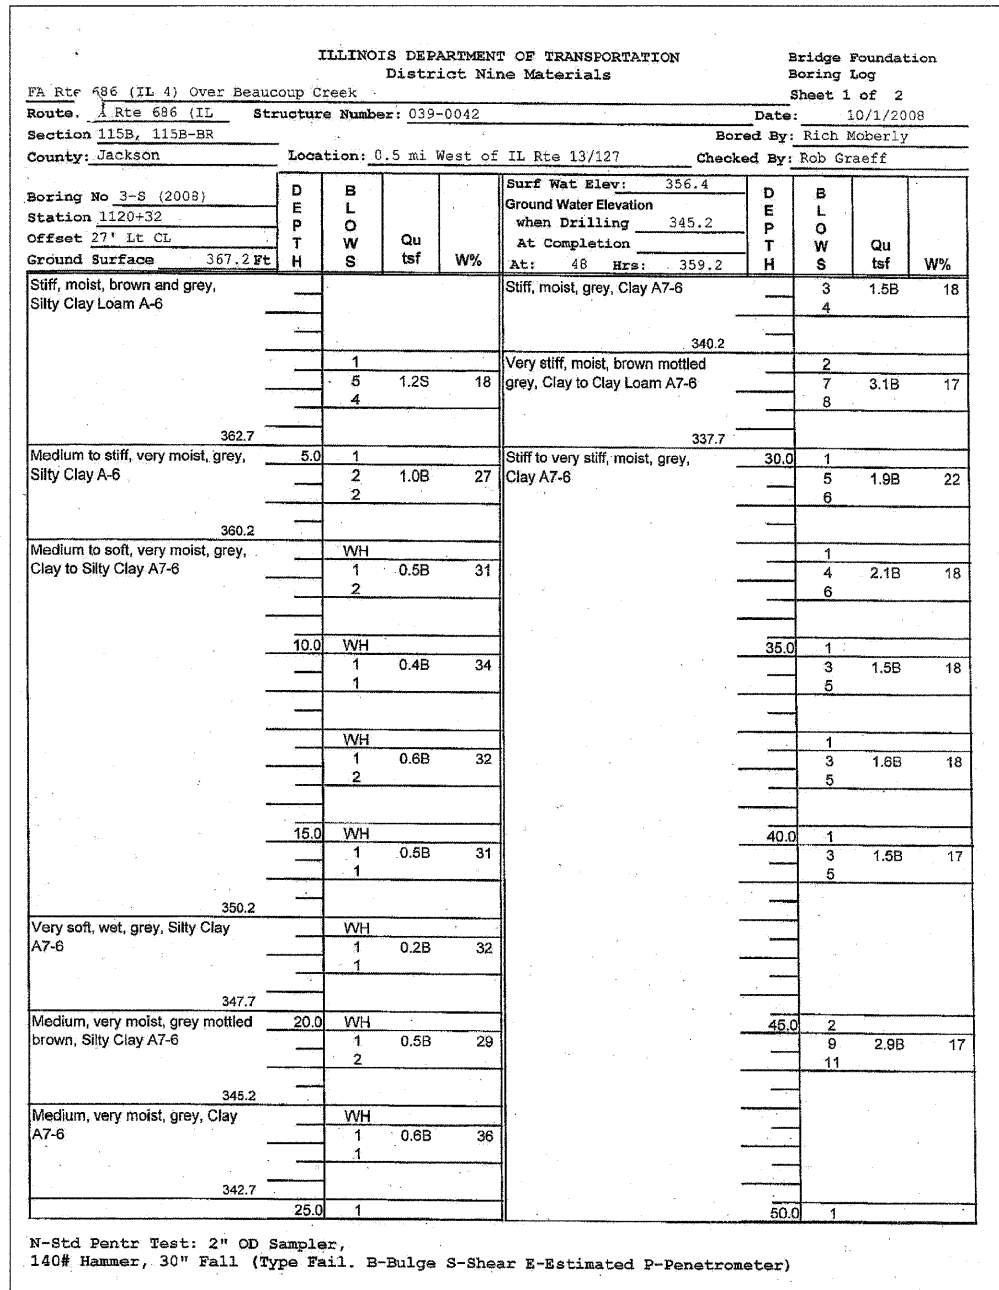 ILLINOIS DEPARTMENT OF TRANSPORTATION
District Nine Materials
Bridge Foundation
Boring Log
FA Rte 686 (IL 4) Over Beaucoup Creek
Sheet 1 of 2
Route. Rte 686 (IL Structure Number: 039-0042 Date: 10/1/2008
Section 115B, 115B-BR Bored By: Rich Moberly
County: Jackson Location: 0.5 mi West of IL Rte 13/127 Checked By: Rob Graeff
Boring No 3-S (2008)
Station 1120+32
Offset 27' Lt CL
Ground Surface 367.2 Ft
DEPTH BLOWS Qu tsf W%
Stiff, moist, brown and grey,
Silty Clay Loam A-6
1
5 1.2S 18
4
362.7
Medium to stiff, very moist, grey, 5.0 1
Silty Clay A-6 2 1.0B 27
2
360.2
Medium to soft, very moist, grey, WH
Clay to Silty Clay A7-6 1 0.5B 31
2
10.0 WH
1 0.4B 34
1
WH
1 0.6B 32
2
15.0 WH
1 0.5B 31
1
350.2
Very soft, wet, grey, Silty Clay WH
A7-6 1 0.2B 32
1
347.7
Medium, very moist, grey mottled 20.0 WH
brown, Silty Clay A7-6 1 0.5B 29
2
345.2
Medium, very moist, grey, Clay WH
A7-6 1 0.6B 36
1
342.7
25.0 1
Surf Wat Elev: 356.4
Ground Water Elevation
when Drilling 345.2
At Completion
At: 48 Hrs: 359.2
DEPTH BLOWS Qu tsf W%
Stiff, moist, grey, Clay A7-6 3 1.5B 18
4
340.2
Very stiff, moist, brown mottled 2
grey, Clay to Clay Loam A7-6 7 3.1B 17
8
337.7
Stiff to very stiff, moist, grey, 30.0 1
Clay A7-6 5 1.9B 22
6
1
4 2.1B 18
6
35.0 1
3 1.5B 18
5
1
3 1.6B 18
5
40.0 1
3 1.5B 17
5
45.0 2
9 2.9B 17
11
50.0 1
N-Std Pentr Test: 2" OD Sampler,
140# Hammer, 30" Fall (Type Fail. B-Bulge S-Shear E-Estimated P-Penetrometer)